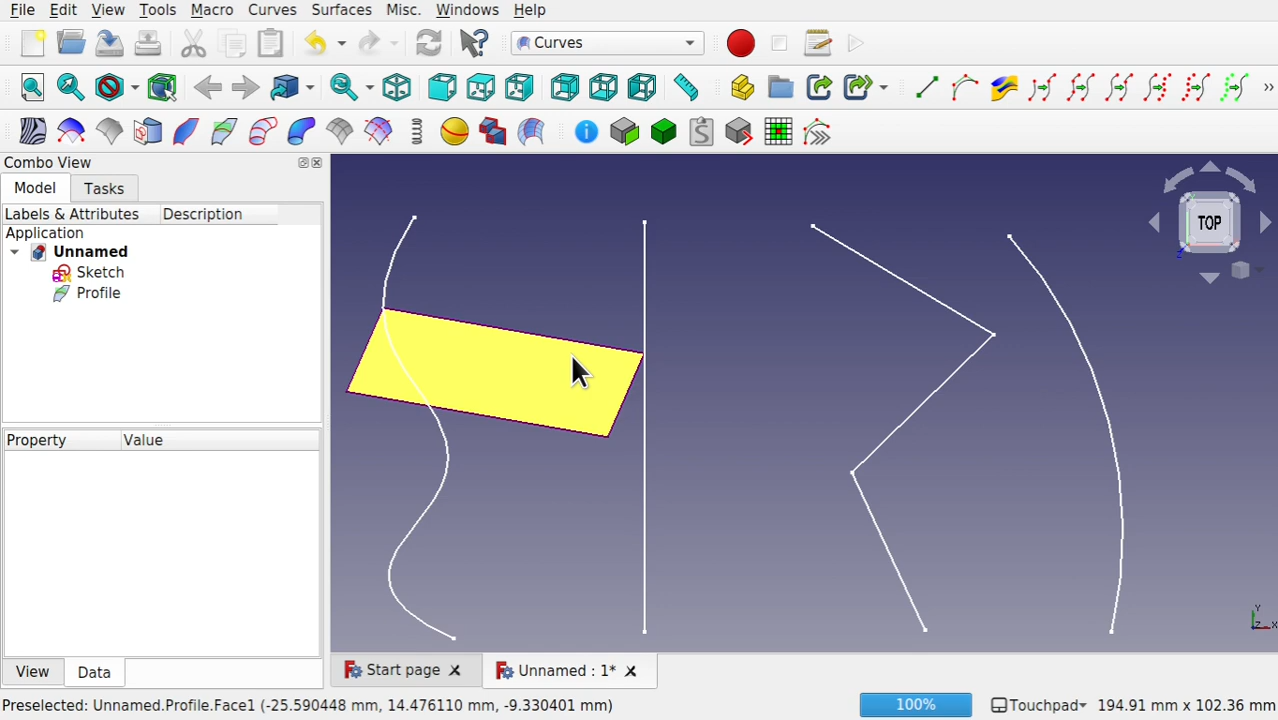 File Edit View Tools Macro Curves Surfaces Misc. Windows Help
Curves
Combo View
Model Tasks
Labels & Attributes Description
Application
Unnamed
Sketch
Profile
TOP
Property Value
View Data
Start page Unnamed : 1*
Preselected: Unnamed.Profile.Face1 (-25.590448 mm, 14.476110 mm, -9.330401 mm) 100% Touchpad 194.91 mm x 102.36 mm